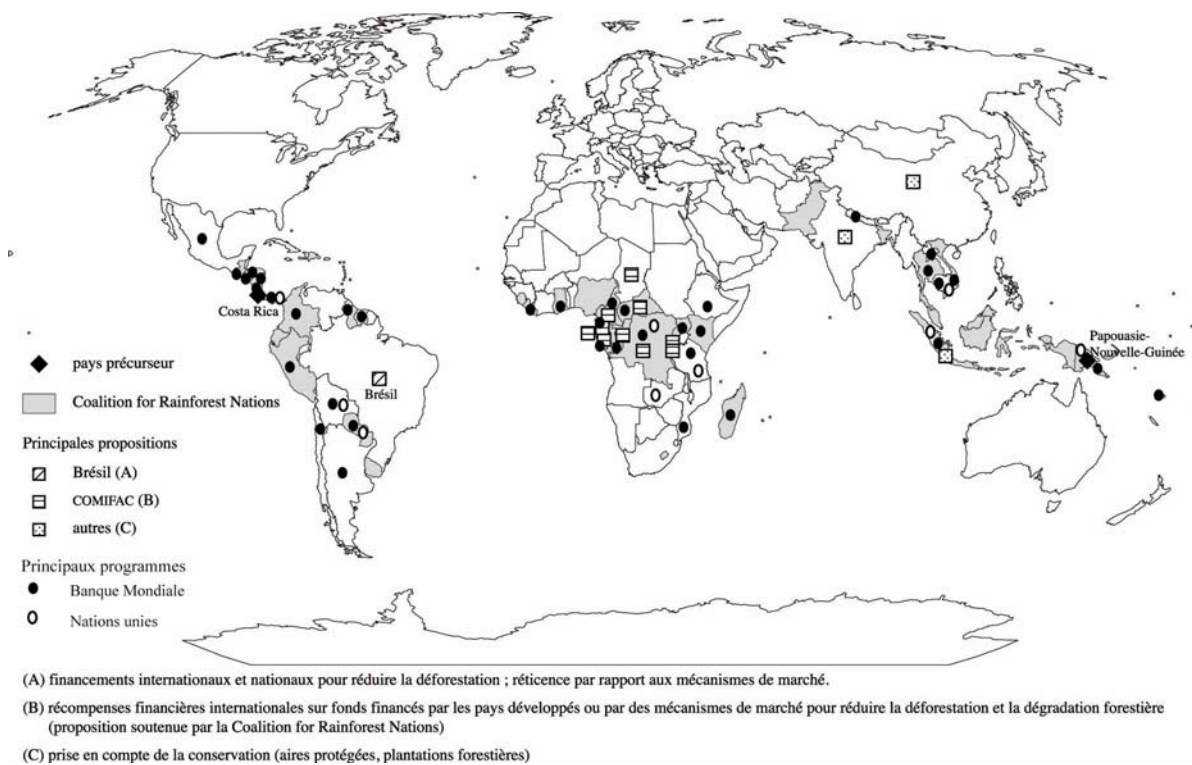 Costa Rica
Papouasie-
Nouvelle-Guinée
Brésil
pays précurseur
Coalition for Rainforest Nations
Principales propositions
Brésil (A)
COMIFAC (B)
autres (C)
Principaux programmes
Banque Mondiale
Nations unies
(A) financements internationaux et nationaux pour réduire la déforestation ; réticence par rapport aux mécanismes de marché.
(B) récompenses financières internationales sur fonds financés par les pays développés ou par des mécanismes de marché pour réduire la déforestation et la dégradation forestière
(proposition soutenue par la Coalition for Rainforest Nations)
(C) prise en compte de la conservation (aires protégées, plantations forestières)